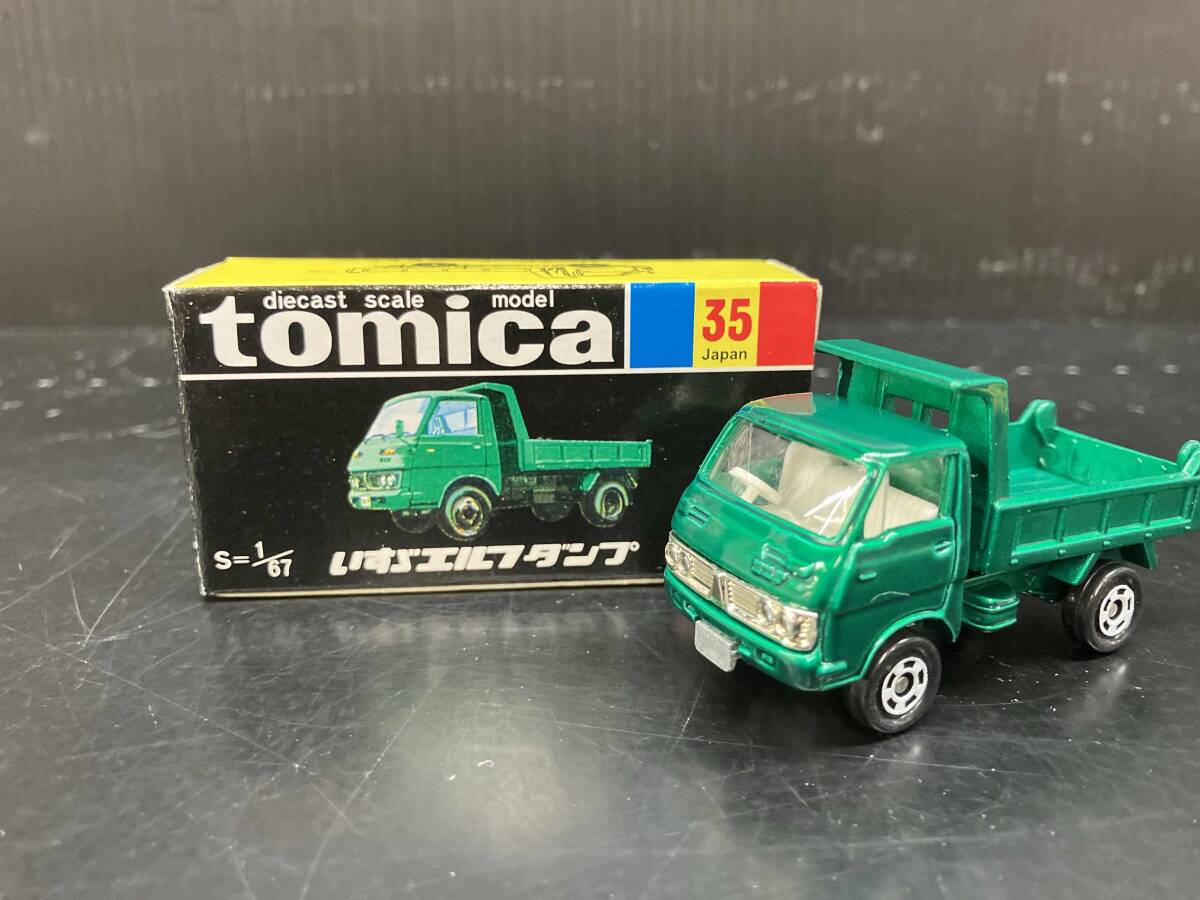 diecast scale model
tomica
35
Japan
S=1/67
いすゞエルフダンプ